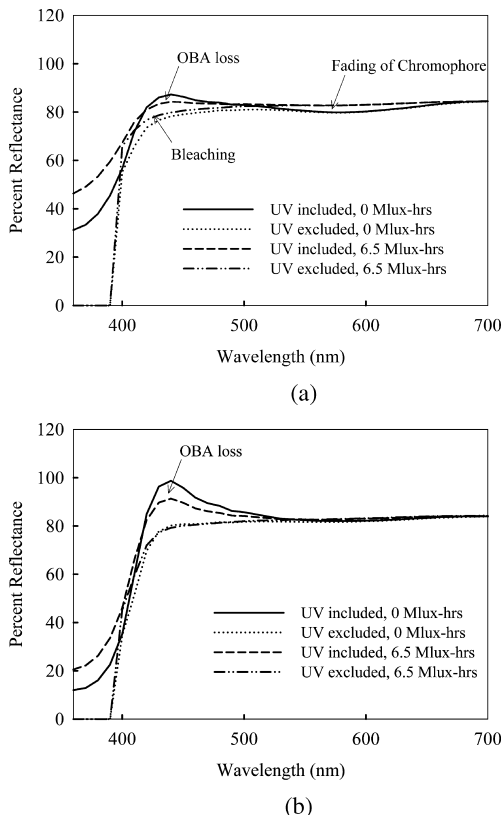 120
100
80
60
40
20
0
Percent Reflectance
OBA loss
Fading of Chromophore
Bleaching
UV included, 0 Mlux-hrs
UV excluded, 0 Mlux-hrs
UV included, 6.5 Mlux-hrs
UV excluded, 6.5 Mlux-hrs
400 500 600 700
Wavelength (nm)
(a)
120
100
80
60
40
20
0
Percent Reflectance
OBA loss
UV included, 0 Mlux-hrs
UV excluded, 0 Mlux-hrs
UV included, 6.5 Mlux-hrs
UV excluded, 6.5 Mlux-hrs
400 500 600 700
Wavelength (nm)
(b)